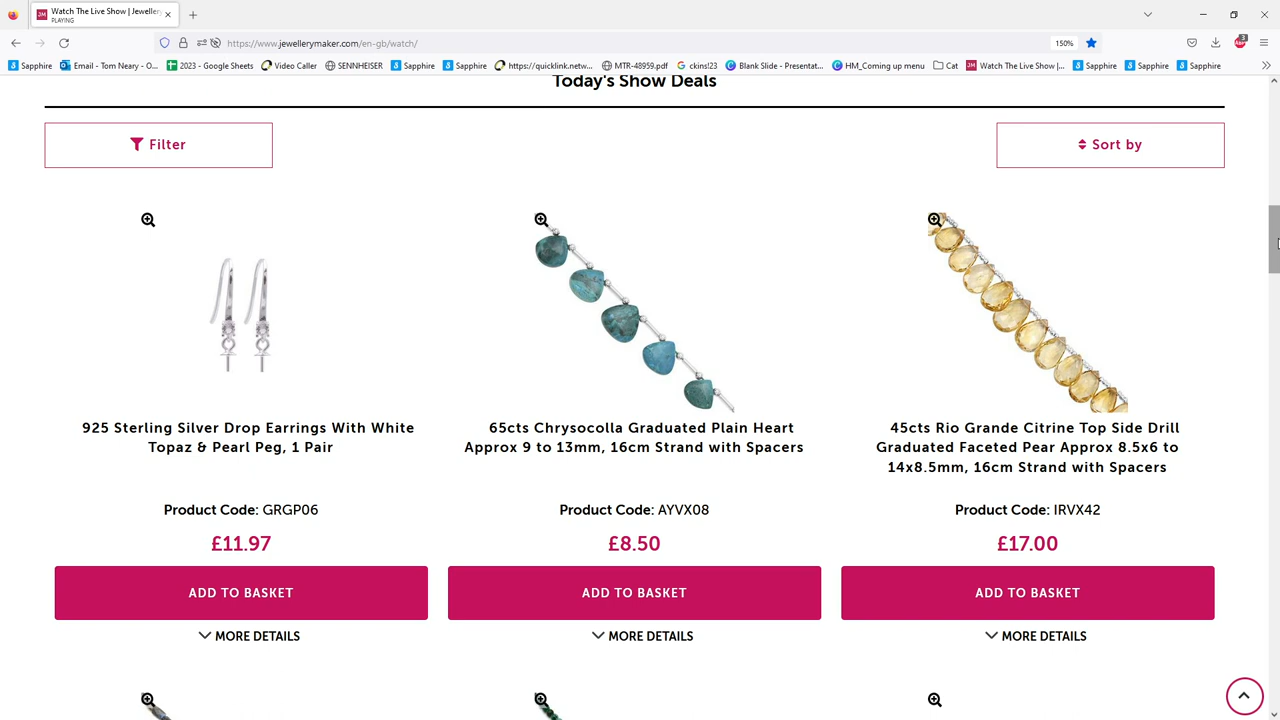 Watch The Live Show | Jeweller
PLAYING
https://www.jewellerymaker.com/en-gb/watch/
150%
3
Sapphire
Email - Tom Neary - O...
2023 - Google Sheets
Video Caller
SENNHEISER
Sapphire
Sapphire
https://quicklink.netw...
MTR-48959.pdf
ckins!23
Blank Slide - Presentat...
HM_Coming up menu
Cat
Watch The Live Show |...
Sapphire
Sapphire
Sapphire
Today's Show Deals
Filter
Sort by
925 Sterling Silver Drop Earrings With White
Topaz & Pearl Peg, 1 Pair
Product Code: GRGP06
£11.97
ADD TO BASKET
MORE DETAILS
65cts Chrysocolla Graduated Plain Heart
Approx 9 to 13mm, 16cm Strand with Spacers
Product Code: AYVX08
£8.50
ADD TO BASKET
MORE DETAILS
45cts Rio Grande Citrine Top Side Drill
Graduated Faceted Pear Approx 8.5x6 to
14x8.5mm, 16cm Strand with Spacers
Product Code: IRVX42
£17.00
ADD TO BASKET
MORE DETAILS